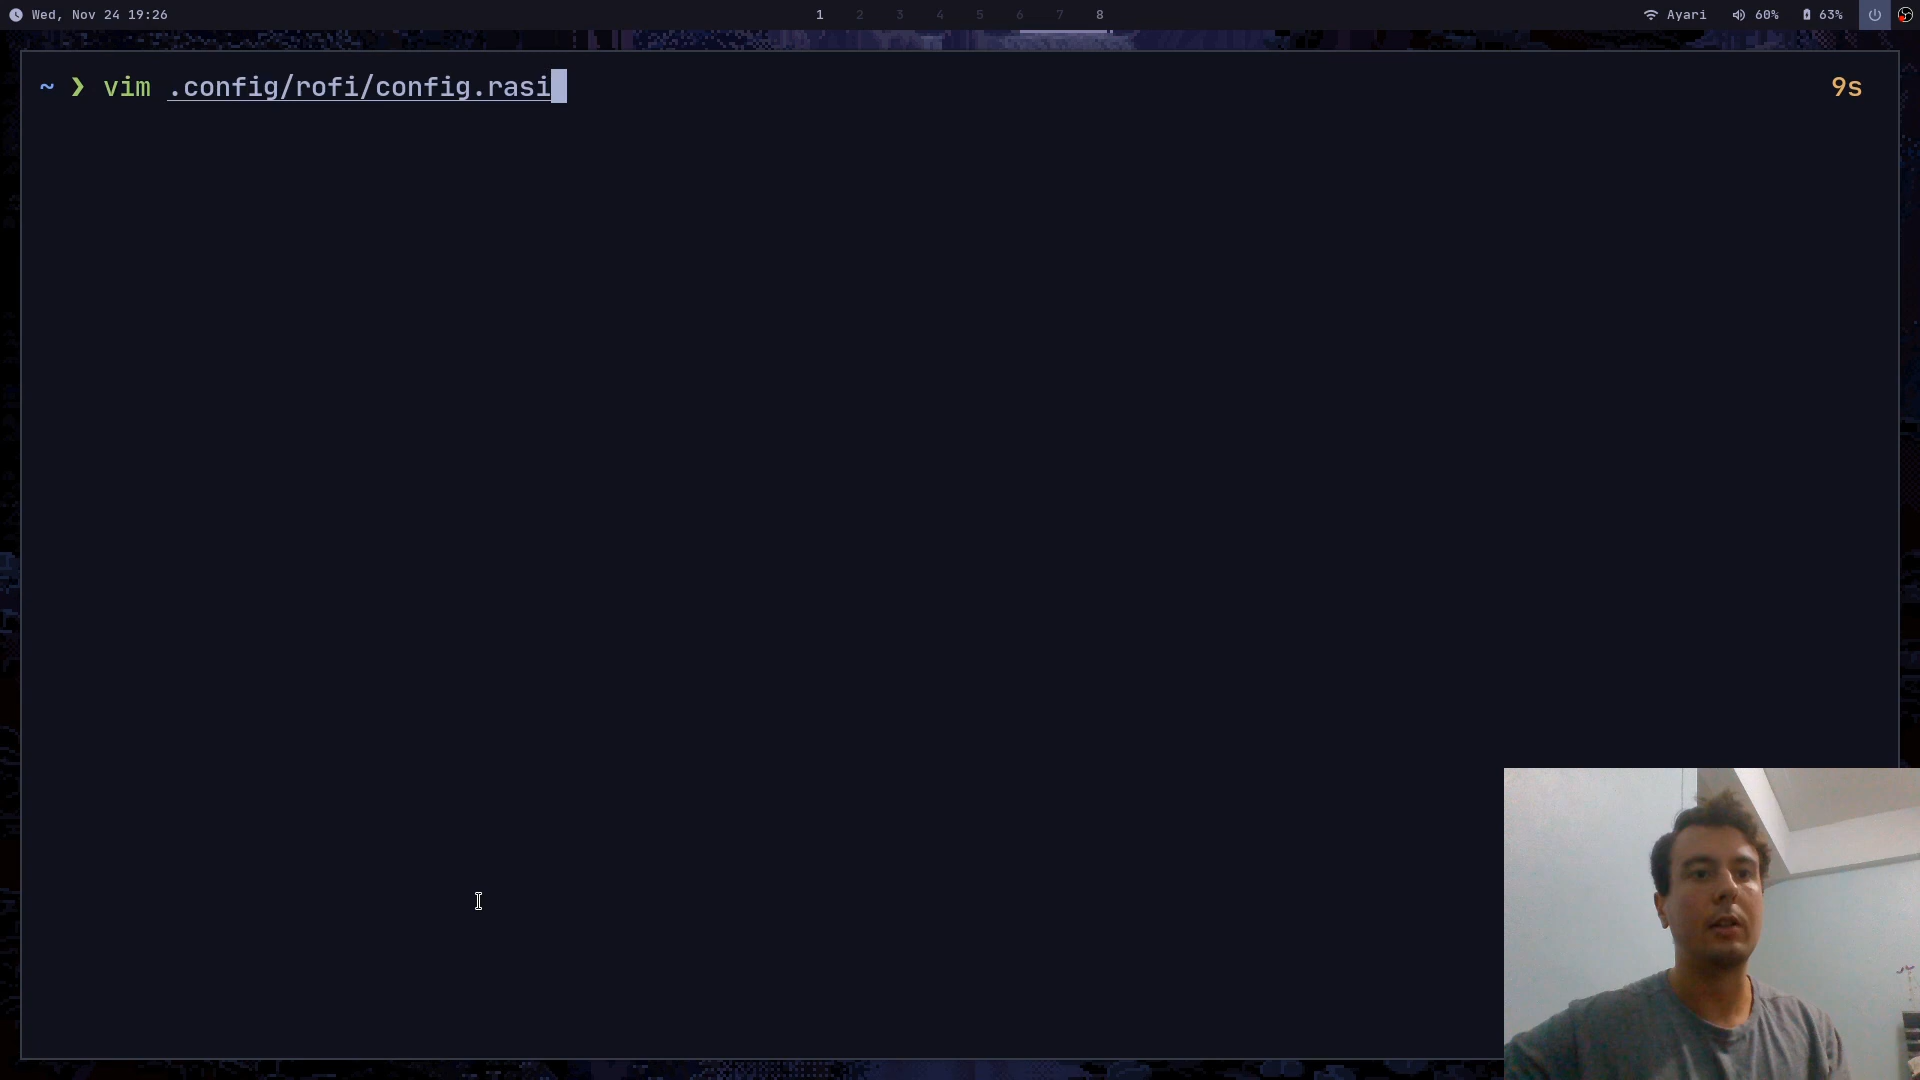 Wed, Nov 24 19:26
1 2 3 4 5 6 7 8
Ayari 60% 63%
~ ❯ vim .config/rofi/config.rasi 9s